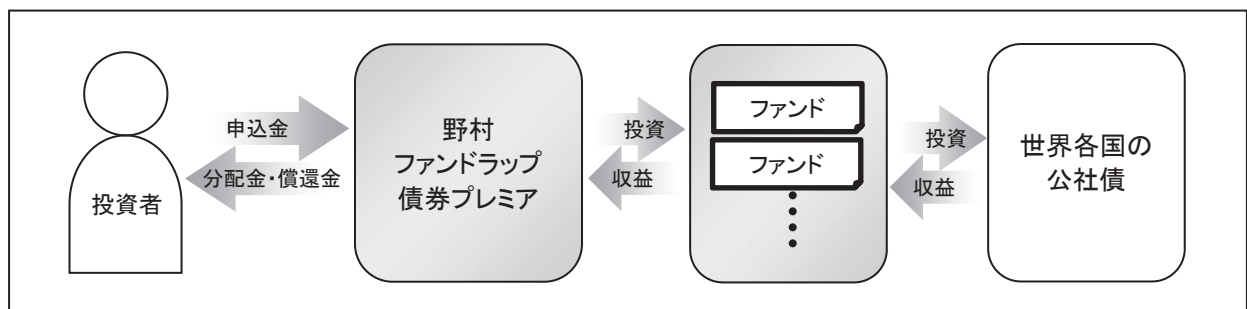 投資者
申込金
分配金・償還金
野村
ファンドラップ
債券プレミア
投資
収益
ファンド
ファンド
投資
収益
世界各国の
公社債